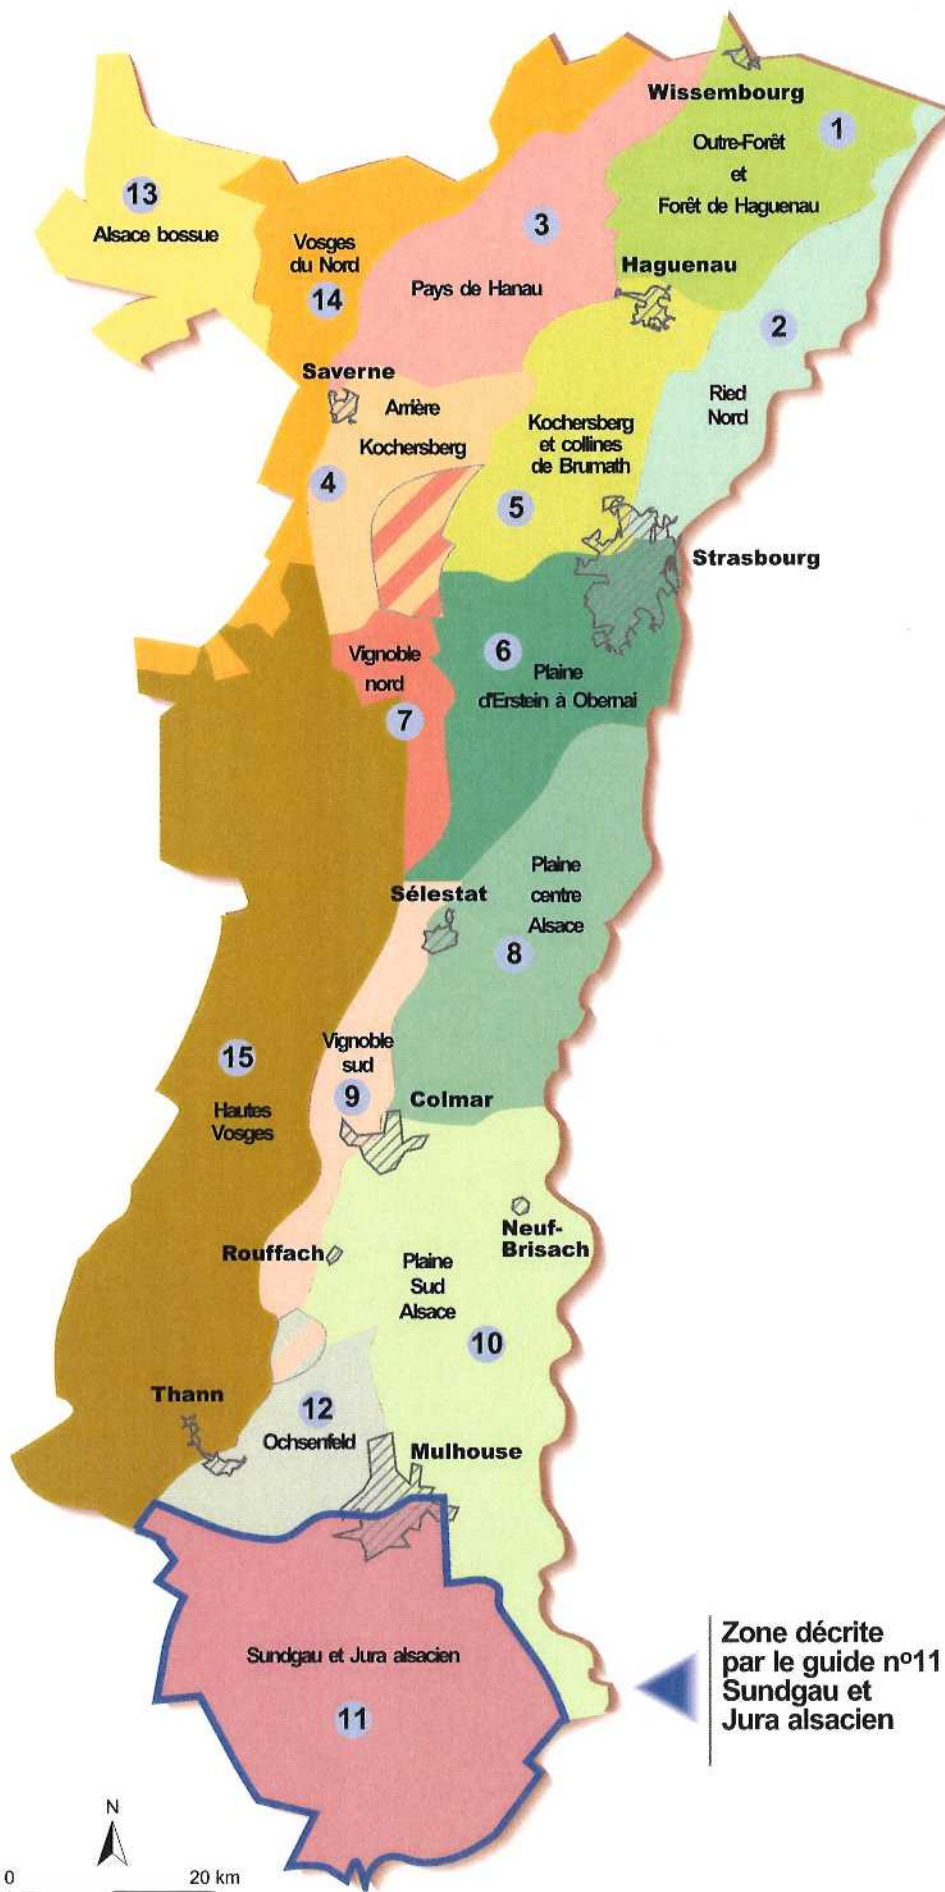 Wissembourg
1
Outre-Forêt
et
Forêt de Haguenau
13
Alsace bossue
3
Vosges
du Nord
14
Pays de Hanau
Haguenau
2
Ried
Nord
Saverne
Arrière
Kochersberg
4
Kochersberg
et collines
de Brumath
5
Strasbourg
Vignoble
nord
7
6
Plaine
d'Erstein à Obernai
Sélestat
Plaine
centre
Alsace
8
15
Hautes
Vosges
Vignoble
sud
9
Colmar
Neuf-
Brisach
Rouffach
Plaine
Sud
Alsace
10
Thann
12
Ochsenfeld
Mulhouse
Sundgau et Jura alsacien
11
Zone décrite
par le guide nº11
Sundgau et
Jura alsacien
N
0 20 km